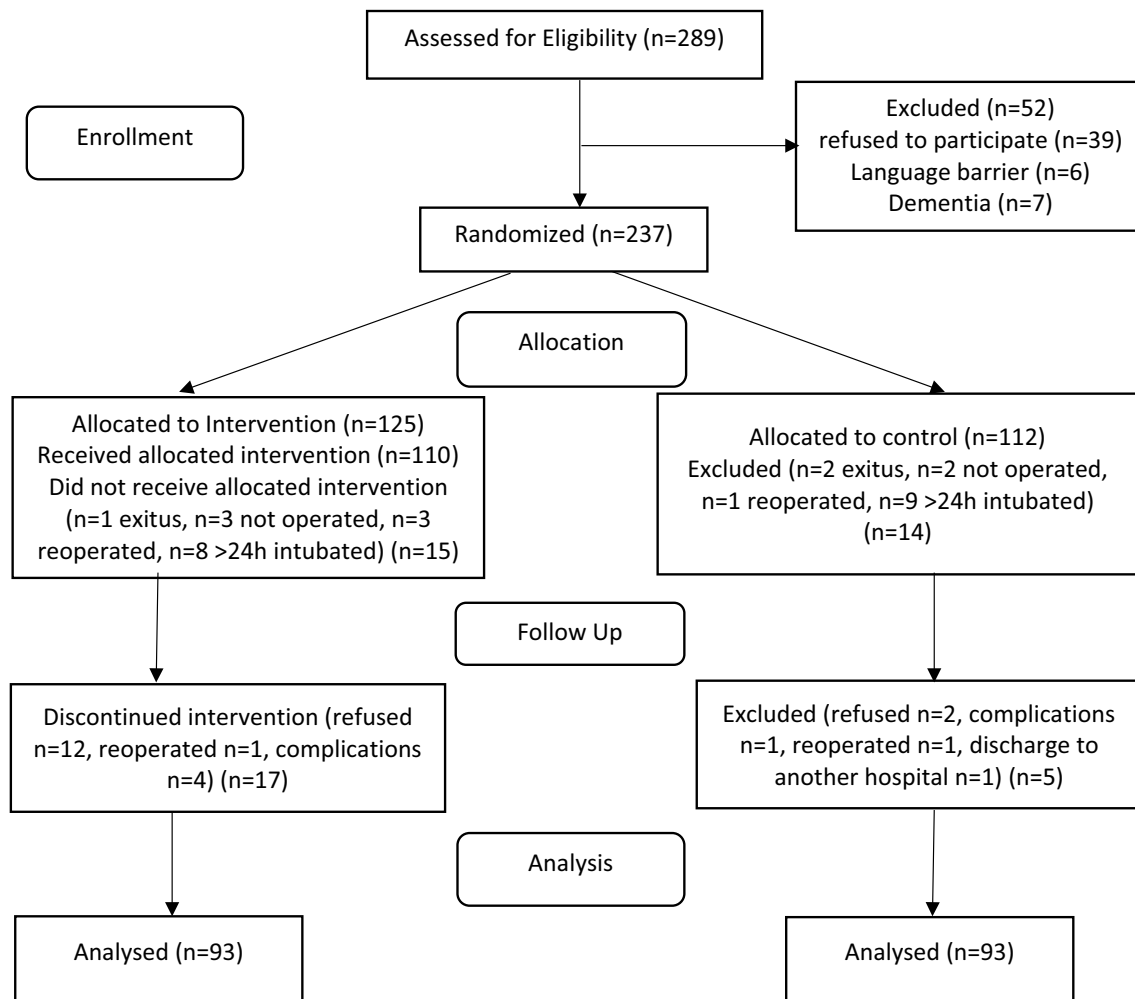 Assessed for Eligibility (n=289)
Enrollment
Excluded (n=52)
refused to participate (n=39)
Language barrier (n=6)
Dementia (n=7)
Randomized (n=237)
Allocation
Allocated to Intervention (n=125)
Received allocated intervention (n=110)
Did not receive allocated intervention
(n=1 exitus, n=3 not operated, n=3
reoperated, n=8 >24h intubated) (n=15)
Allocated to control (n=112)
Excluded (n=2 exitus, n=2 not operated,
n=1 reoperated, n=9 >24h intubated)
(n=14)
Follow Up
Discontinued intervention (refused
n=12, reoperated n=1, complications
n=4) (n=17)
Excluded (refused n=2, complications
n=1, reoperated n=1, discharge to
another hospital n=1) (n=5)
Analysis
Analysed (n=93)
Analysed (n=93)